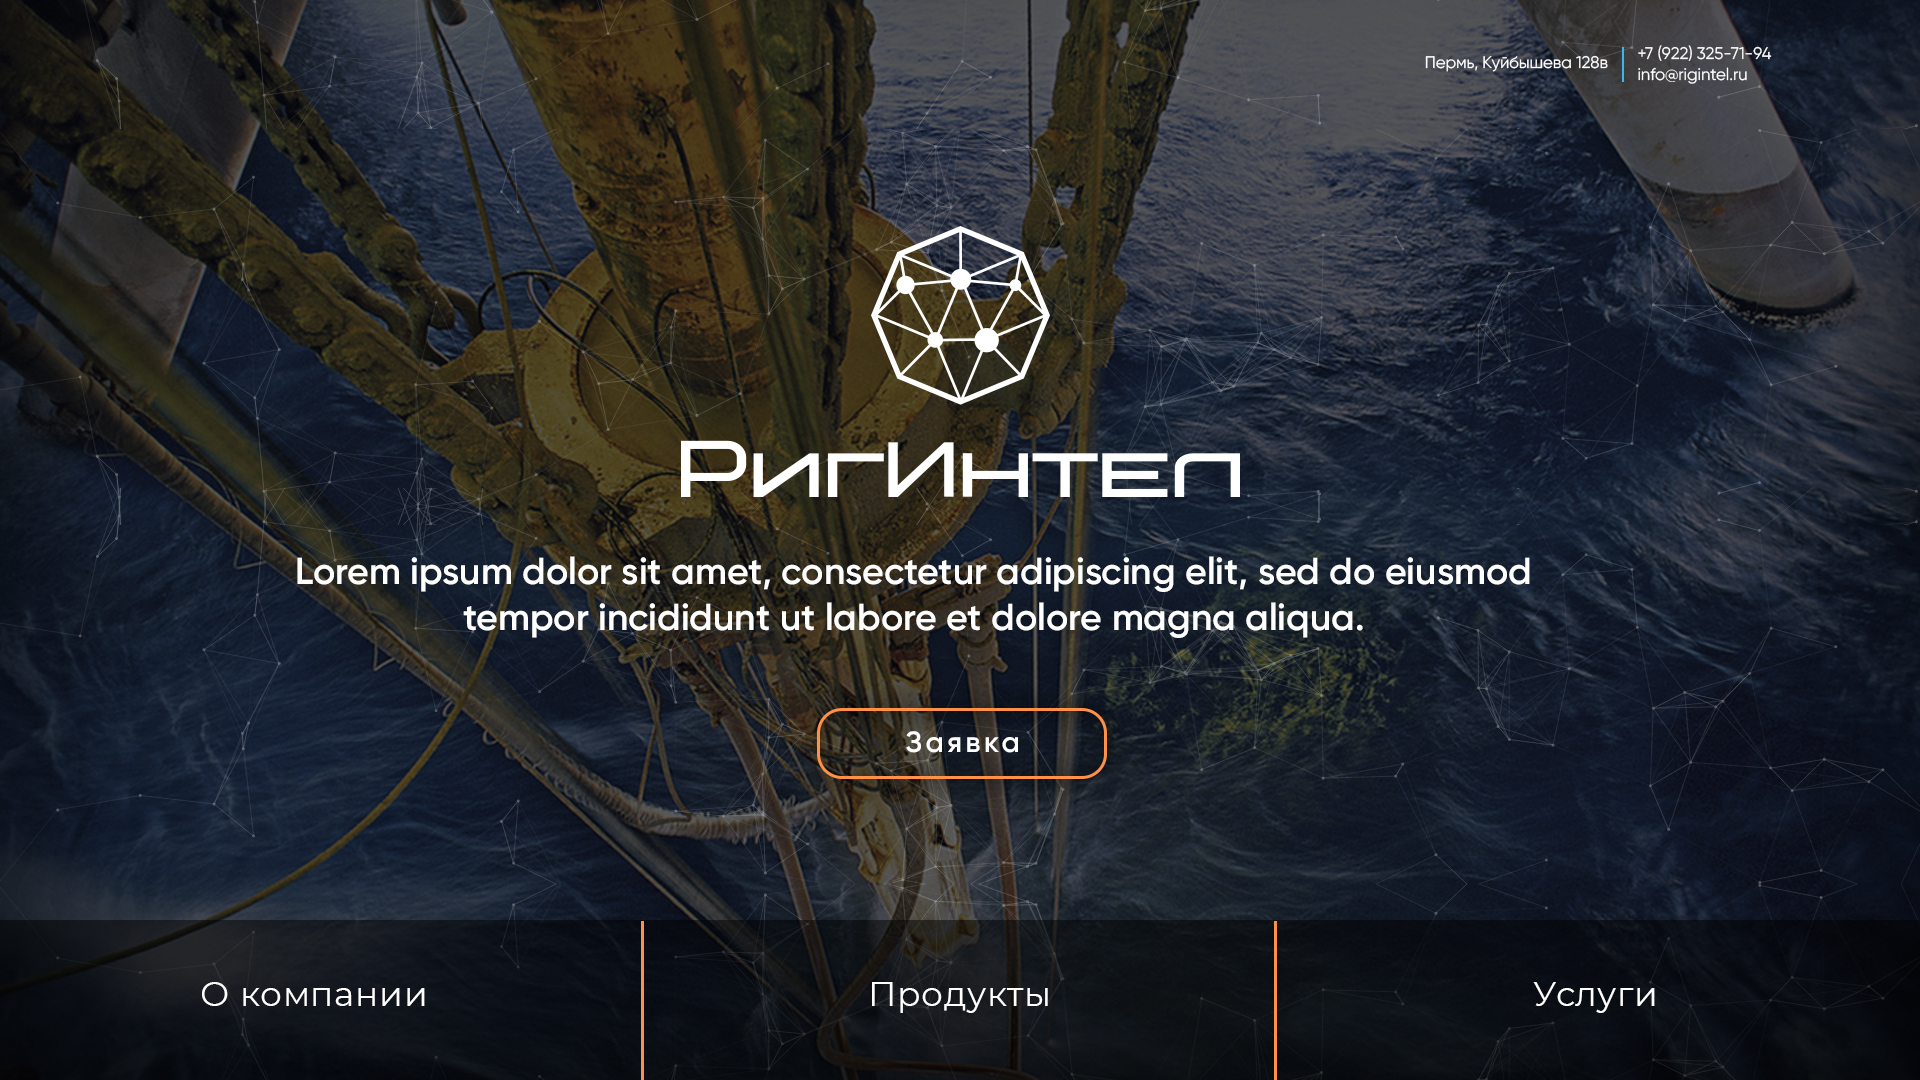 Пермь, Куйбышева 128в
+7 (922) 325-71-94
info@rigintel.ru
РигИнтел
Lorem ipsum dolor sit amet, consectetur adipiscing elit, sed do eiusmod
tempor incididunt ut labore et dolore magna aliqua.
Заявка
О компании
Продукты
Услуги